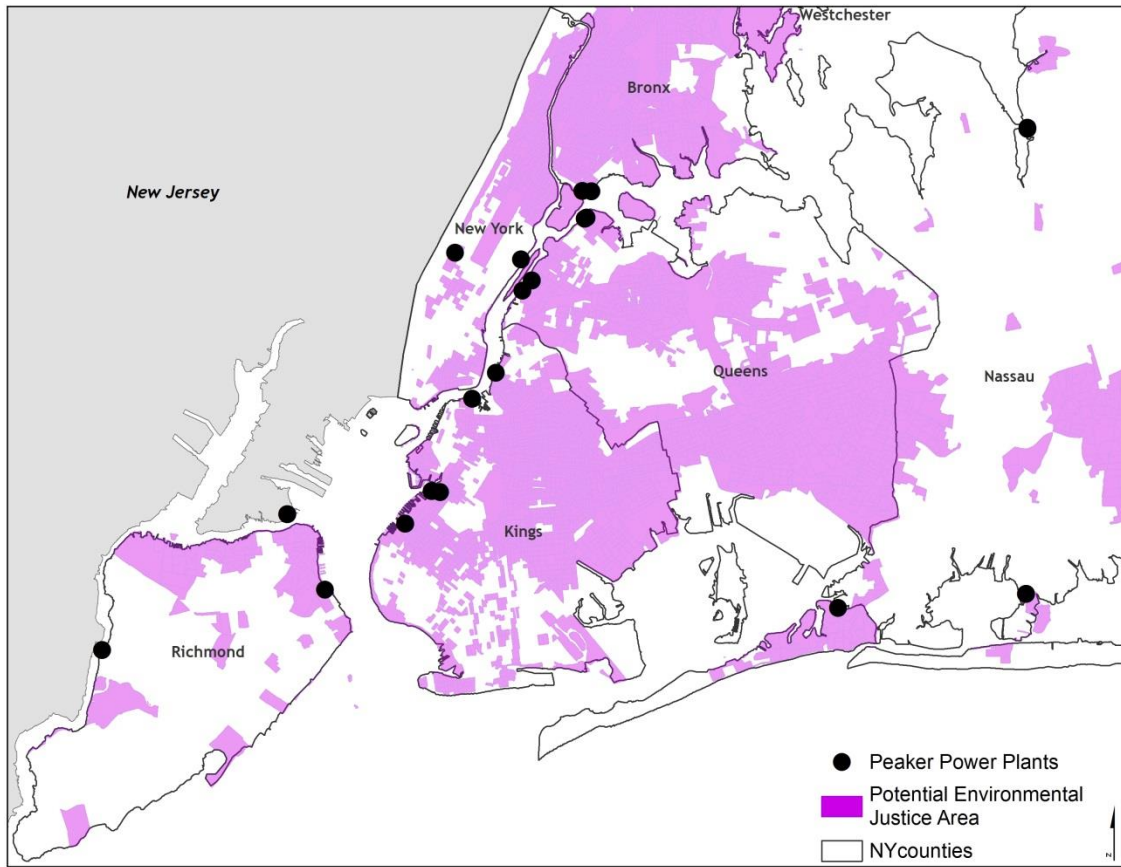 Westchester
Bronx
New Jersey
New York
Queens
Nassau
Kings
Richmond
Peaker Power Plants
Potential Environmental
Justice Area
NYcounties
N